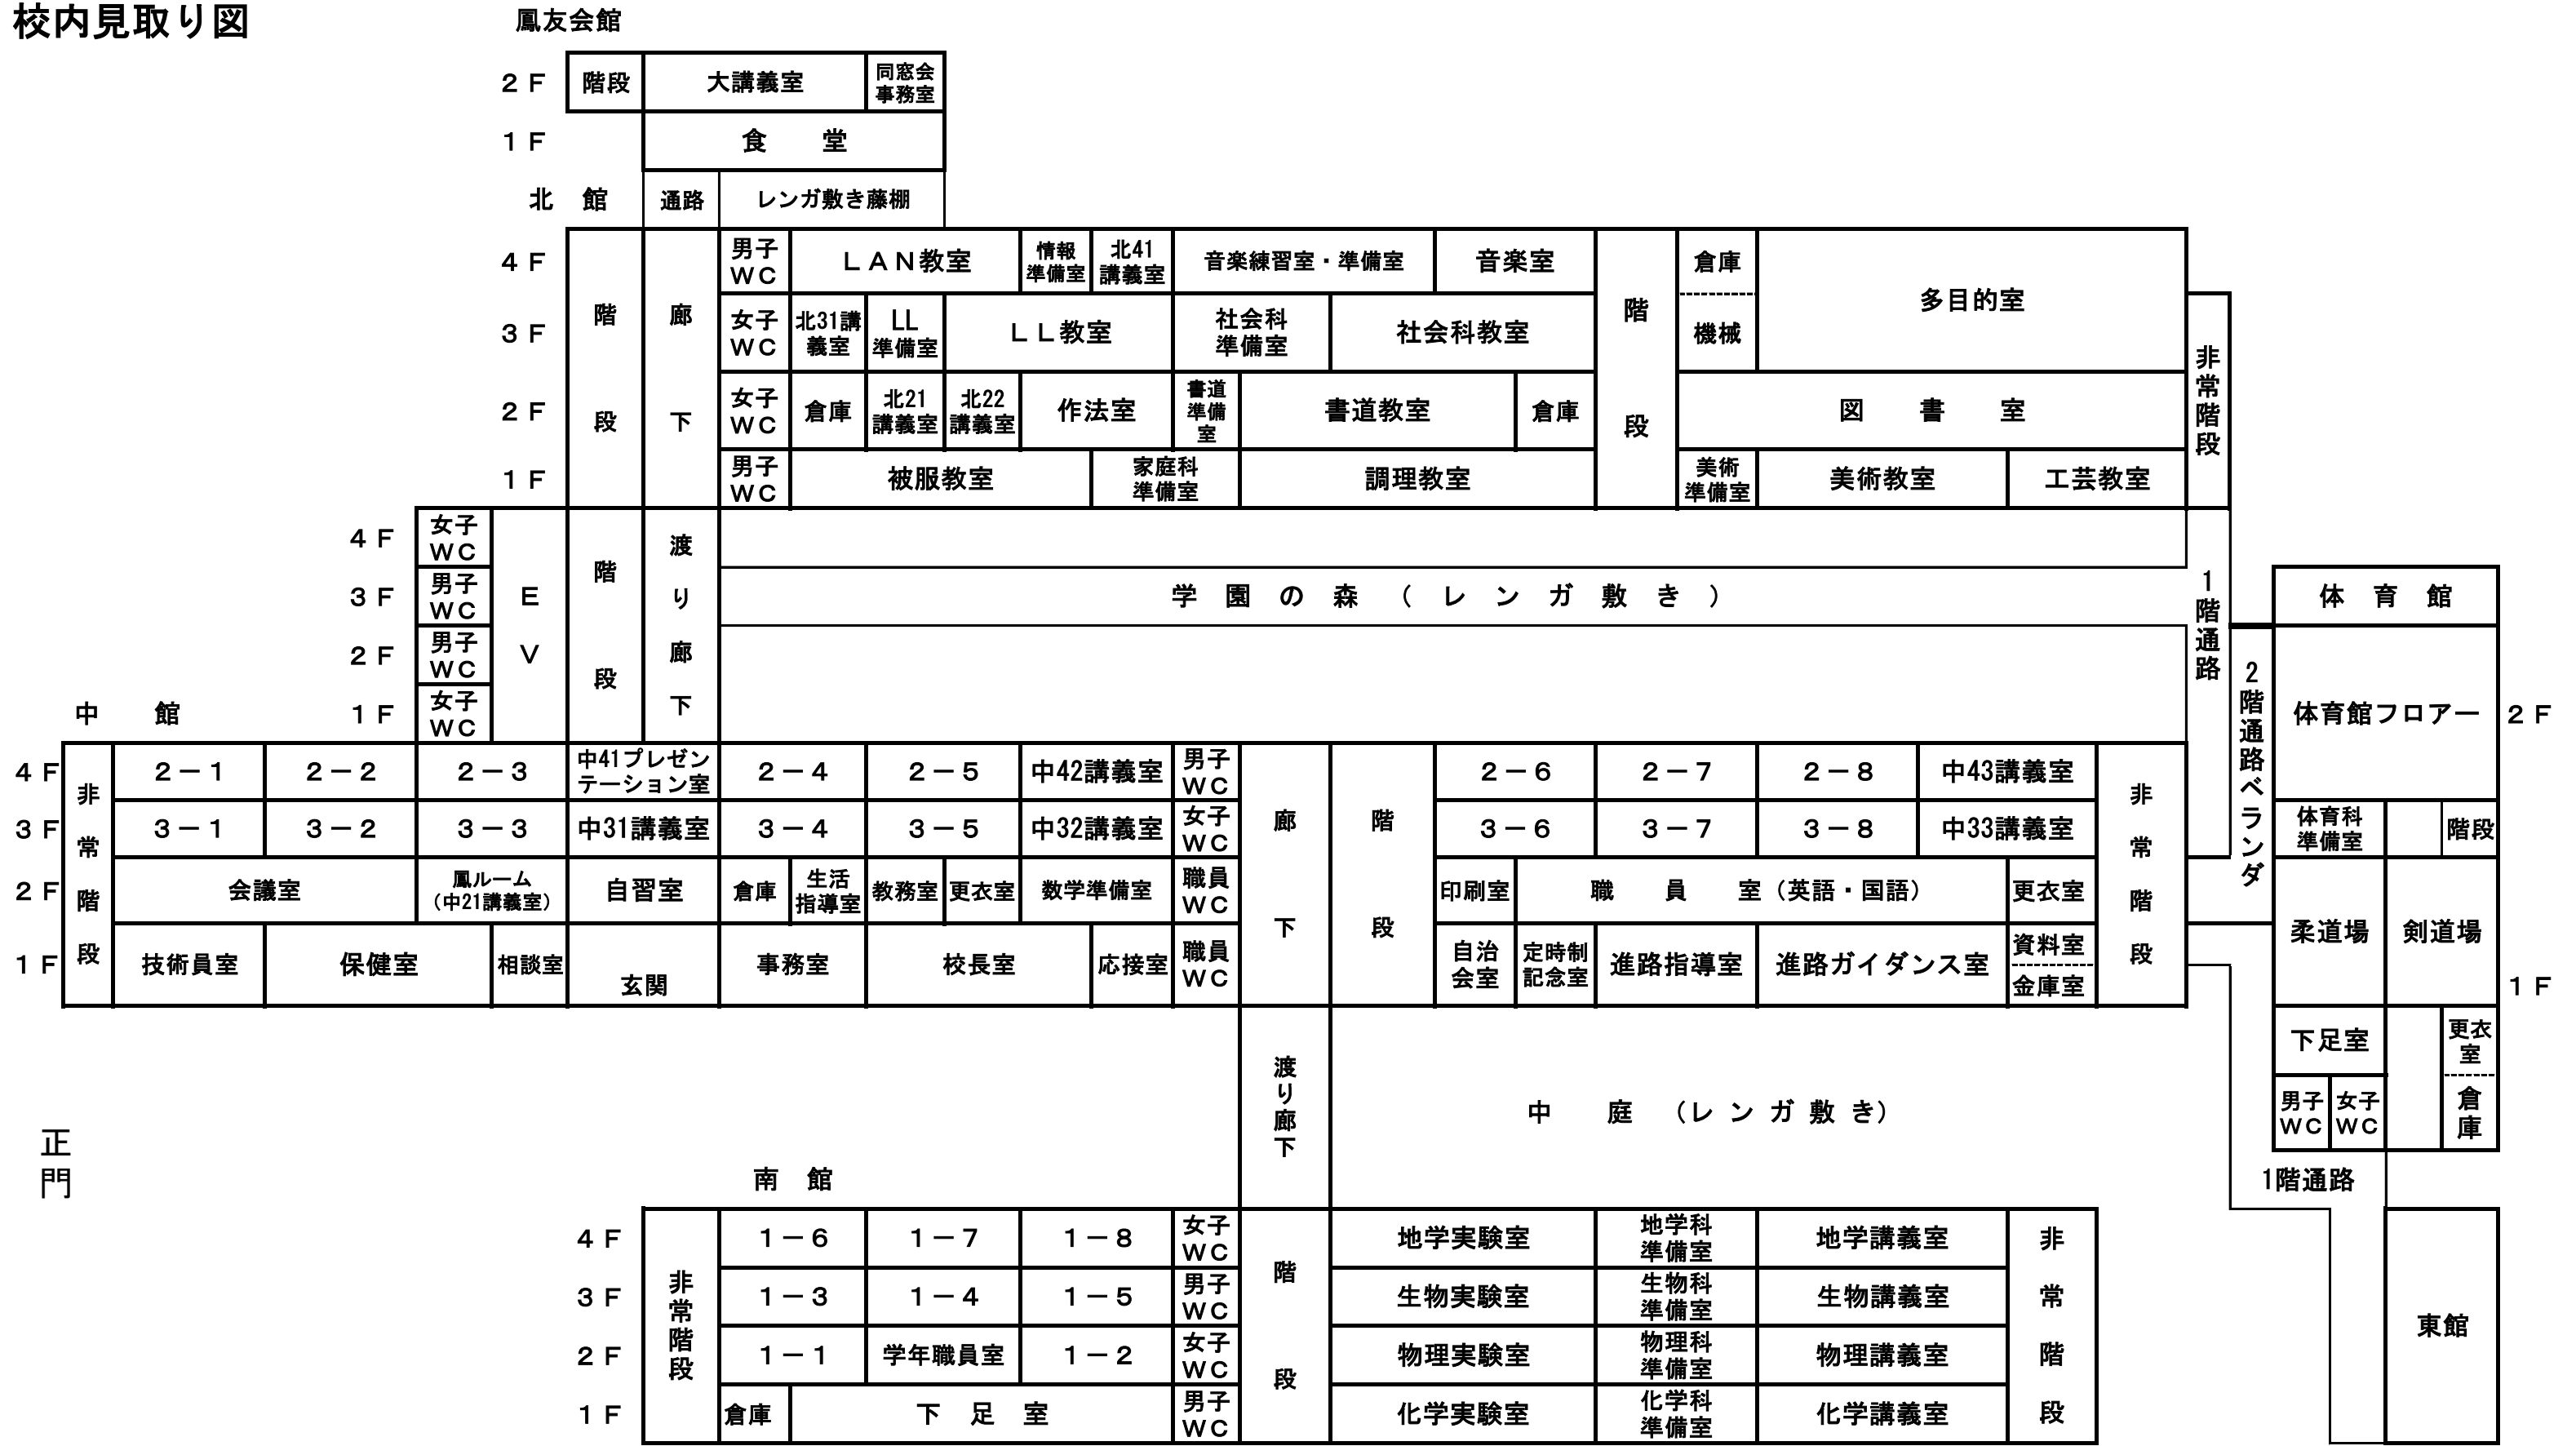 校内見取り図
鳳友会館
２Ｆ 階段 大講義室 同窓会
事務室
１Ｆ 食　堂
北　館 通路 レンガ敷き藤棚
階段 廊下
４Ｆ 男子
ＷＣ ＬＡＮ教室 情報
準備室 北41
講義室 音楽練習室・準備室 音楽室 階段 倉庫 多目的室
３Ｆ 女子
ＷＣ 北31講
義室 LL
準備室 ＬＬ教室 社会科
準備室 社会科教室 機械
非常階段
２Ｆ 女子
ＷＣ 倉庫 北21
講義室 北22
講義室 作法室 書道
準備
室 書道教室 倉庫 図　書　室
１Ｆ 男子
ＷＣ 被服教室 家庭科
準備室 調理教室 美術
準備室 美術教室 工芸教室
４Ｆ 女子
ＷＣ
３Ｆ 男子
ＷＣ
２Ｆ 男子
ＷＣ
１Ｆ 女子
ＷＣ
ＥＶ 階段 渡り廊下
学園の森（レンガ敷き）
1階通路
2階通路ベランダ
体　育　館
体育館フロアー ２Ｆ
体育科
準備室 階段
柔道場 剣道場 １Ｆ
下足室 更衣
室
男子
ＷＣ 女子
ＷＣ 倉庫
1階通路
東館
中　館
非常階段
４Ｆ ２－１ ２－２ ２－３ 中41プレゼン
テーション室 ２－４ ２－５ 中42講義室 男子
ＷＣ 廊下 階段 ２－６ ２－７ ２－８ 中43講義室 非常階段
３Ｆ ３－１ ３－２ ３－３ 中31講義室 ３－４ ３－５ 中32講義室 女子
ＷＣ ３－６ ３－７ ３－８ 中33講義室
２Ｆ 会議室 鳳ルーム
（中21講義室） 自習室 倉庫 生活
指導室 教務室 更衣室 数学準備室 職員
ＷＣ 印刷室 職　員　室（英語・国語） 更衣室
１Ｆ 技術員室 保健室 相談室 玄関 事務室 校長室 応接室 職員
ＷＣ 自治
会室 定時制
記念室 進路指導室 進路ガイダンス室 資料室
金庫室
渡り廊下
中　庭　（レンガ敷き）
正門
南　館
非常階段
４Ｆ １－６ １－７ １－８ 女子
ＷＣ 階段 地学実験室 地学科
準備室 地学講義室 非常階段
３Ｆ １－３ １－４ １－５ 男子
ＷＣ 生物実験室 生物科
準備室 生物講義室
２Ｆ １－１ 学年職員室 １－２ 女子
ＷＣ 物理実験室 物理科
準備室 物理講義室
１Ｆ 倉庫 下　足　室 男子
ＷＣ 化学実験室 化学科
準備室 化学講義室